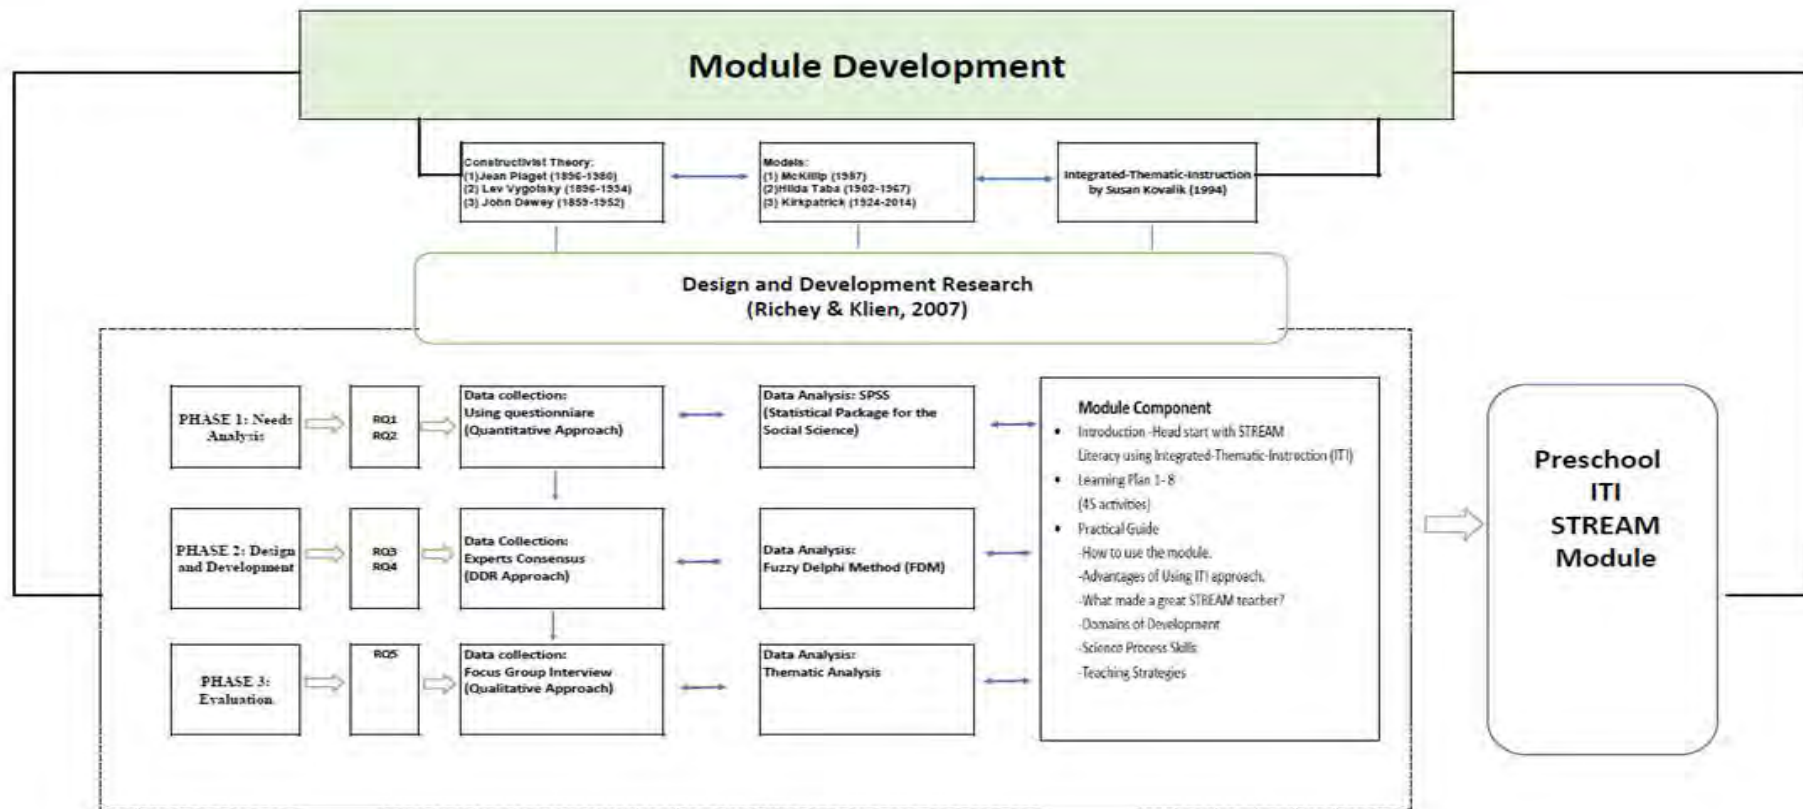 Module Development
Constructivist Theory:
(1)Jean Piaget (1896-1980)
(2) Lev Vygotsky (1896-1934)
(3) John Dewey (1859-1952)
Models:
(1) McKillip (1987)
(2)Hilda Taba (1902-1967)
(3) Kirkpatrick (1924-2014)
Integrated-Thematic-Instruction
by Susan Kovalik (1994)
Design and Development Research
(Richey & Klien, 2007)
PHASE 1: Needs
Analysis
RQ1
RQ2
Data collection:
Using questionniare
(Quantitative Approach)
Data Analysis: SPSS
(Statistical Package for the
Social Science)
PHASE 2: Design
and Development
RQ3
RQ4
Data Collection:
Experts Consensus
(DDR Approach)
Data Analysis:
Fuzzy Delphi Method (FDM)
PHASE 3:
Evaluation
RQ5
Data collection:
Focus Group Interview
(Qualitative Approach)
Data Analysis:
Thematic Analysis
Module Component
• Introduction -Head start with STREAM
Literacy using Integrated-Thematic-Instruction (ITI)
• Learning Plan 1- 8
(45 activities)
• Practical Guide
-How to use the module.
-Advantages of Using ITI approach.
-What made a great STREAM teacher?
-Domains of Development
-Science Process Skills
-Teaching Strategies
Preschool
ITI
STREAM
Module